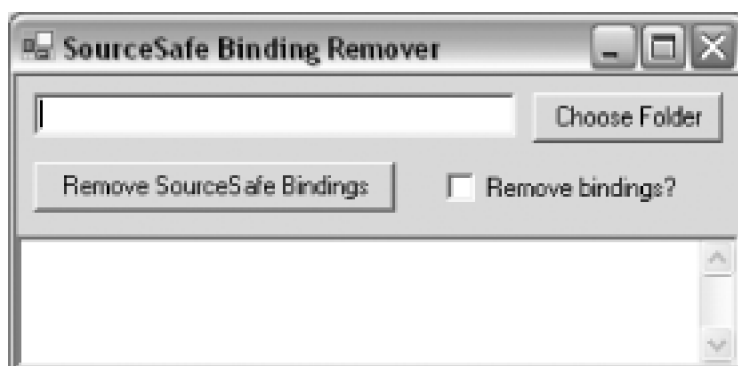 SourceSafe Binding Remover
Choose Folder
Remove SourceSafe Bindings
Remove bindings?